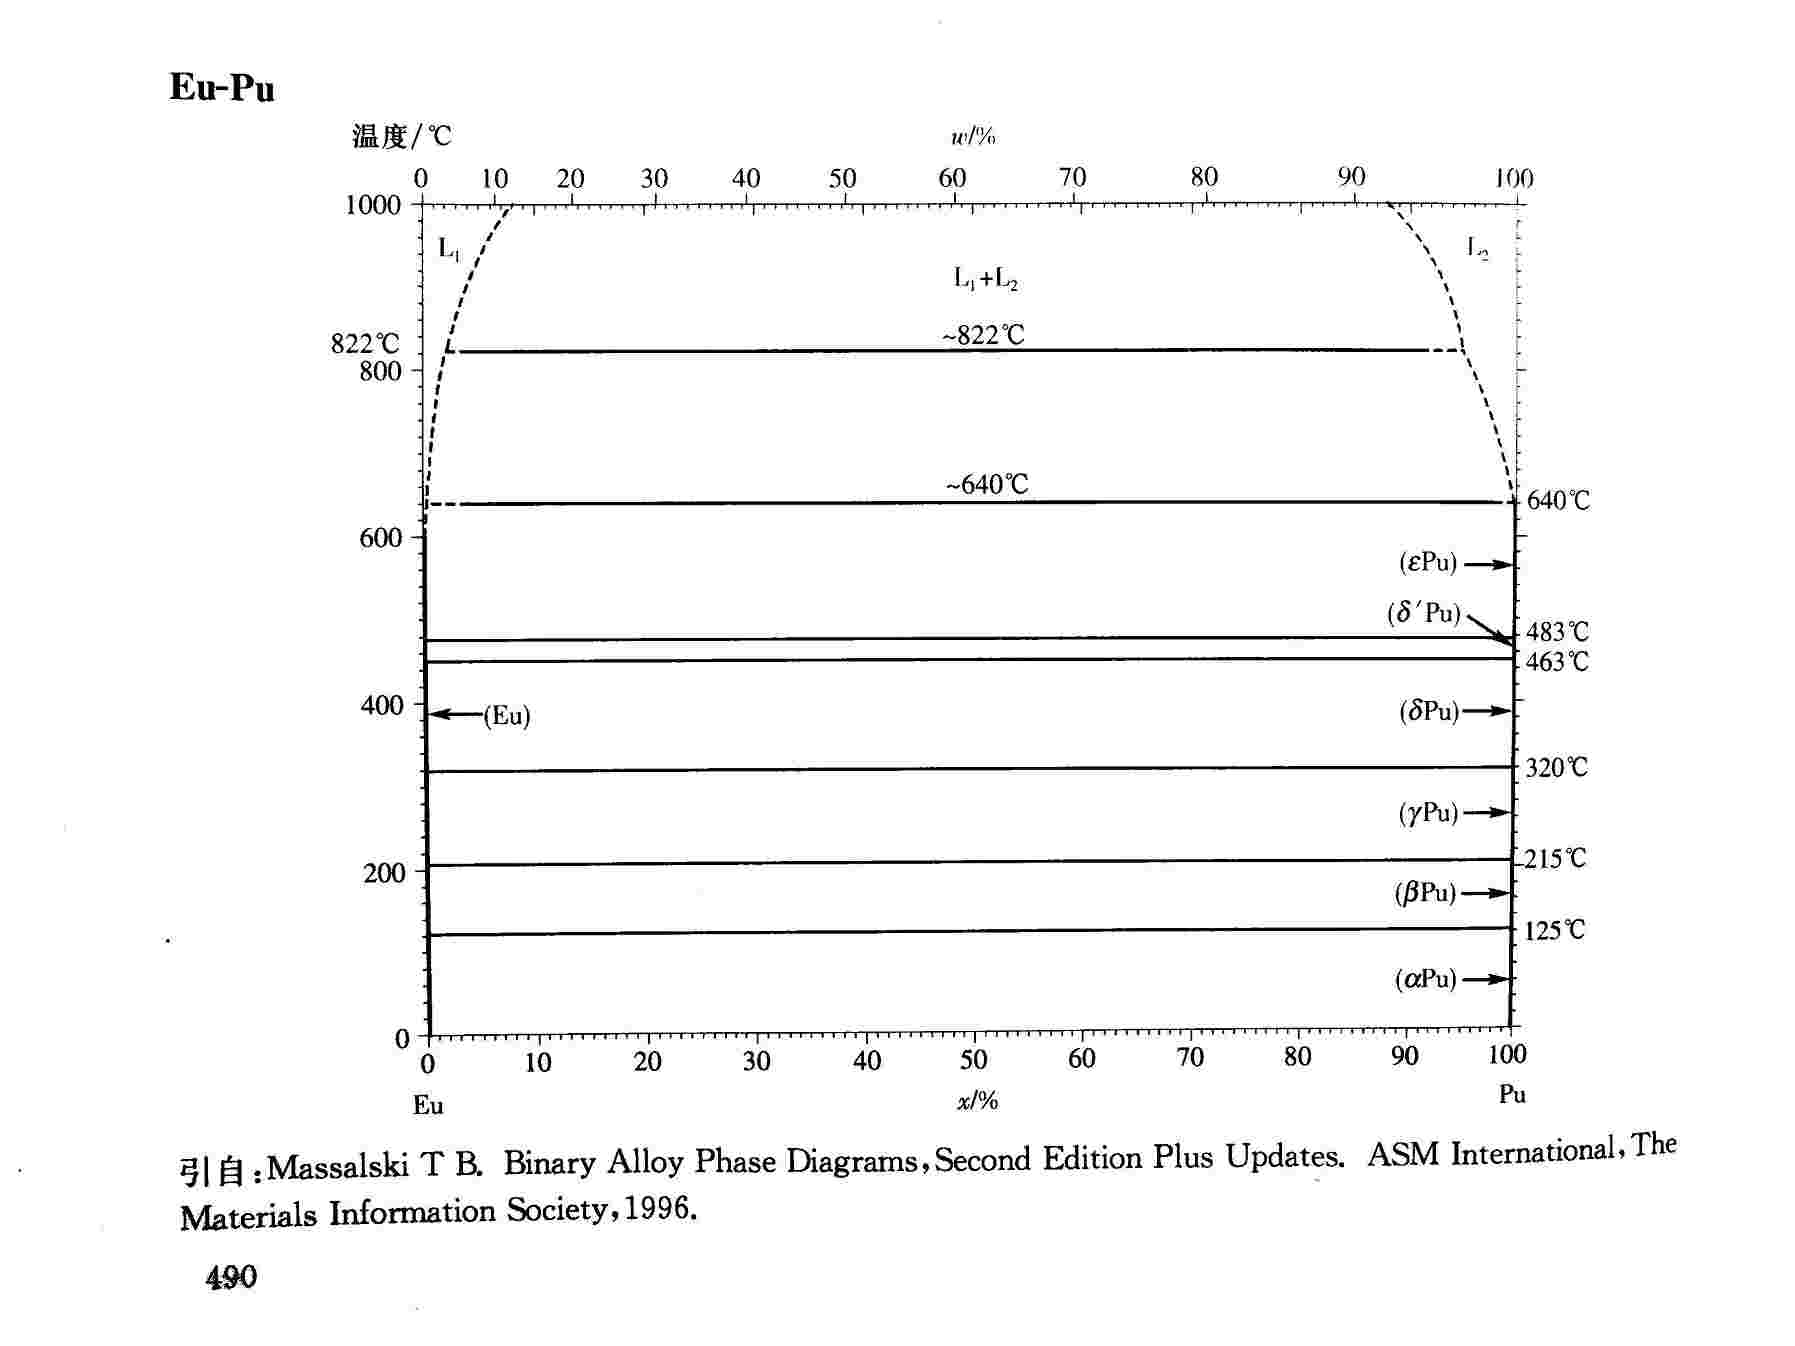 Eu-Pu
温度/℃ w/%
0 10 20 30 40 50 60 70 80 90 100
1000
L₁ L₂
L₁+L₂
822℃ ~822℃
800
~640℃ 640℃
600
(εPu)
(δ′Pu)
483℃
463℃
400 (Eu) (δPu)
320℃
(γPu)
200 215℃
(βPu)
125℃
(αPu)
0
0 10 20 30 40 50 60 70 80 90 100
Eu x/% Pu
引自:Massalski T B. Binary Alloy Phase Diagrams, Second Edition Plus Updates. ASM International, The
Materials Information Society, 1996.
490